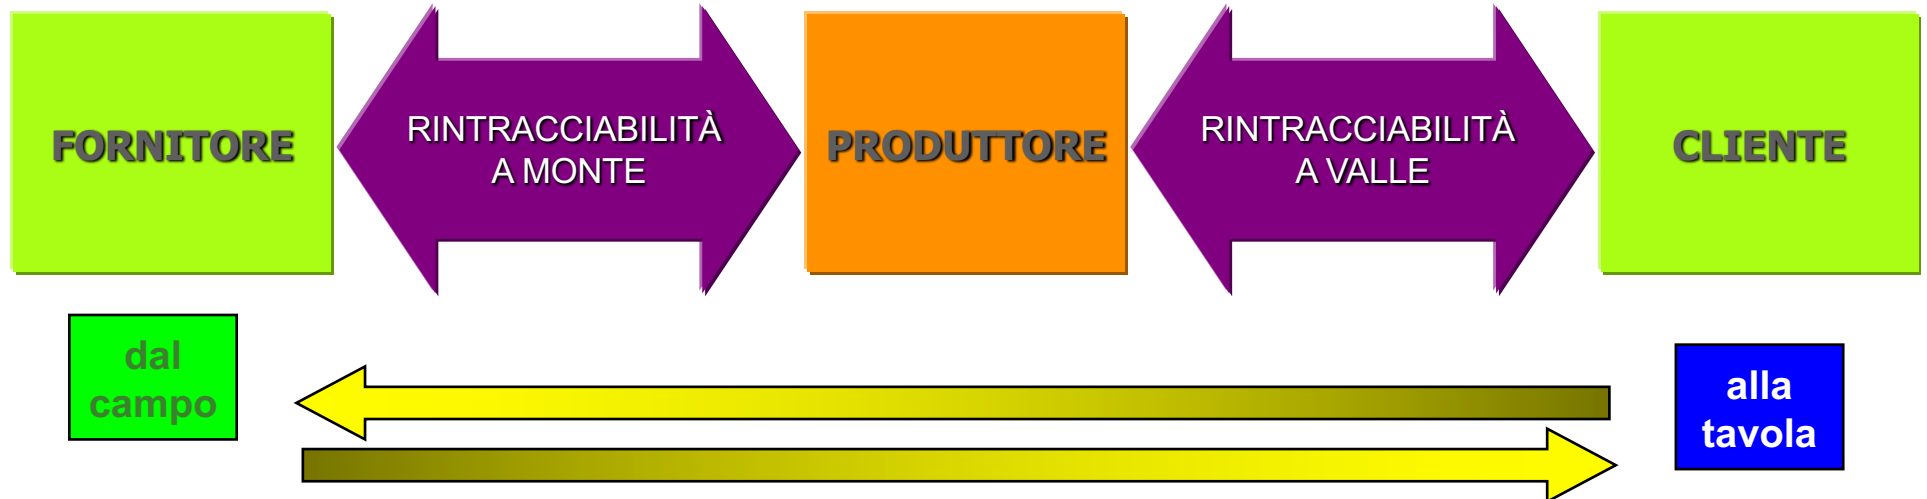 FORNITORE
RINTRACCIABILITÀ
A MONTE
PRODUTTORE
RINTRACCIABILITÀ
A VALLE
CLIENTE
dal
campo
alla
tavola